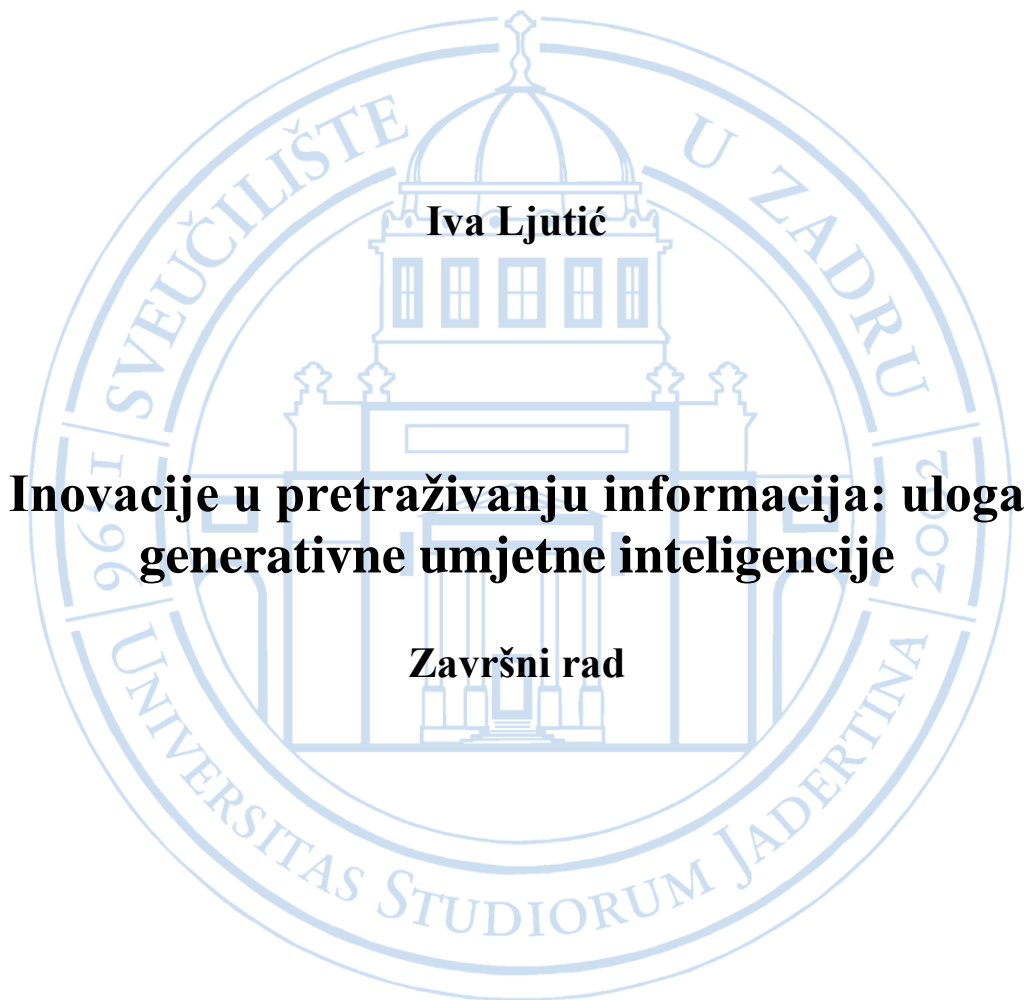 SVEUČILIŠTE U ZADRU
Iva Ljutić
Inovacije u pretraživanju informacija: uloga
generativne umjetne inteligencije
1396
2002
Završni rad
UNIVERSITAS STUDIORUM JADERTINA